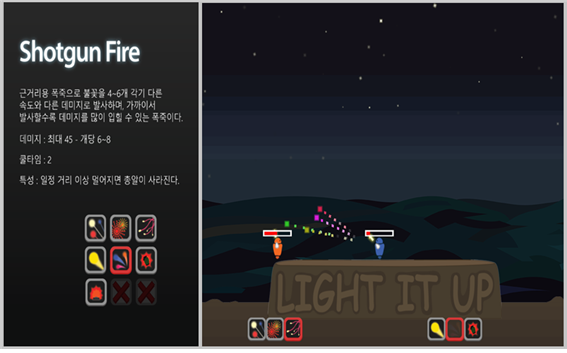 Shotgun Fire
근거리용 폭죽으로 불꽃을 4~6개 각기 다른
속도와 다른 데미지로 발사하며, 가까이서
발사할수록 데미지를 많이 입힐 수 있는 폭죽이다.
데미지 : 최대 45 - 개당 6~8
쿨타임 : 2
특성 : 일정 거리 이상 멀어지면 총알이 사라진다.
LIGHT IT UP